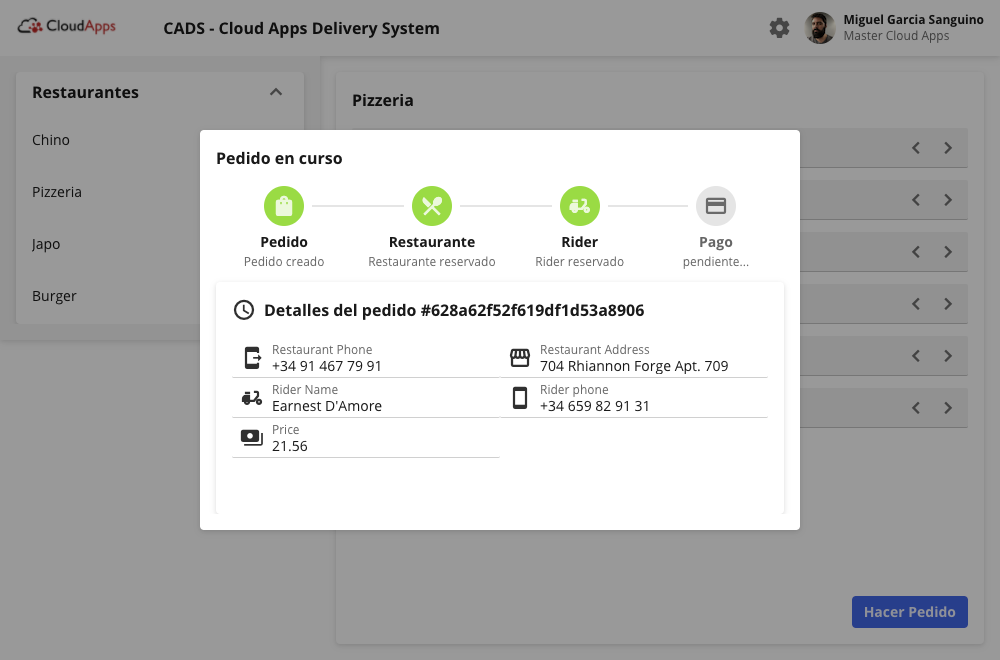 CloudApps
CADS - Cloud Apps Delivery System
Miguel Garcia Sanguino
Master Cloud Apps
Restaurantes
Chino
Pizzeria
Japo
Burger
Pizzeria
Pedido en curso
Pedido
Pedido creado
Restaurante
Restaurante reservado
Rider
Rider reservado
Pago
pendiente...
Detalles del pedido #628a62f52f619df1d53a8906
Restaurant Phone
+34 91 467 79 91
Restaurant Address
704 Rhiannon Forge Apt. 709
Rider Name
Earnest D'Amore
Rider phone
+34 659 82 91 31
Price
21.56
Hacer Pedido